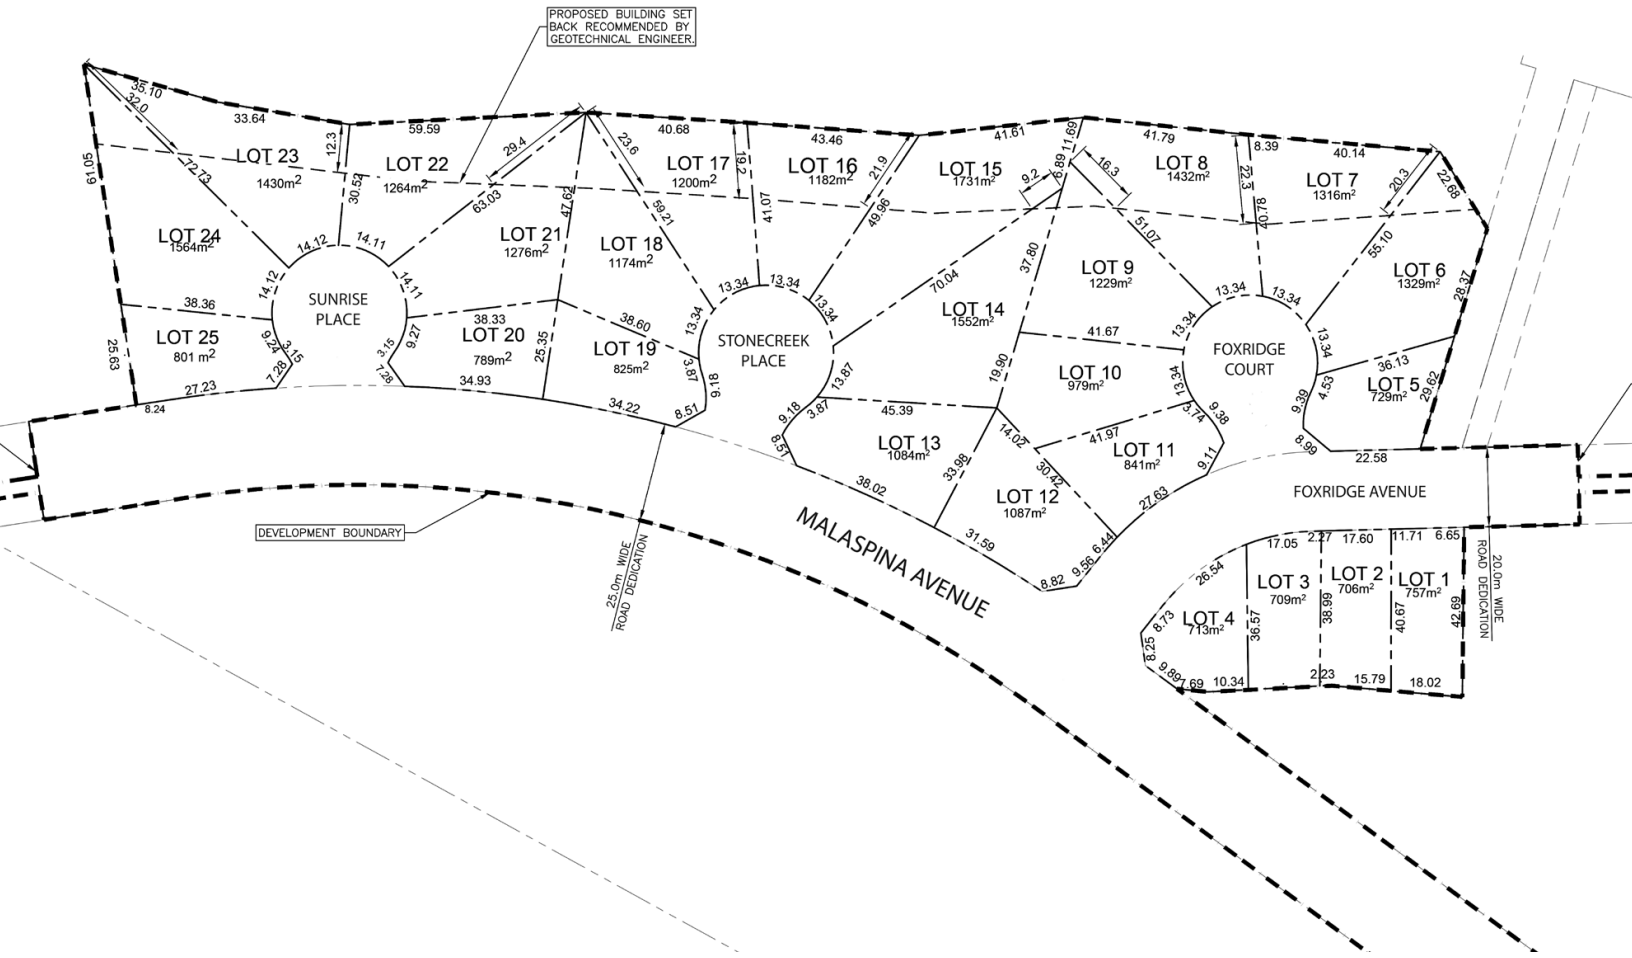 PROPOSED BUILDING SET
BACK RECOMMENDED BY
GEOTECHNICAL ENGINEER.
35.10
32.0
33.64
12.3
59.59
29.4
23.6
40.68
19.2
43.46
21.9
41.61
11.69
6.89
9.2
16.3
41.79
22.3
8.39
40.14
20.3
22.68
61.05
72.73
LOT 23
1430m2
30.52
LOT 22
1264m2
63.03
47.62
59.21
LOT 17
1200m2
41.07
LOT 16
1182m2
49.96
LOT 15
1731m2
LOT 8
1432m2
51.07
40.78
LOT 7
1316m2
55.10
LOT 24
1564m2
14.12
14.11
14.12
14.11
LOT 21
1276m2
LOT 18
1174m2
37.80
70.04
LOT 9
1229m2
LOT 6
1329m2
28.37
38.36
SUNRISE
PLACE
38.33
13.34
13.34
13.34
13.34
13.34
13.34
13.34
13.34
LOT 25
801 m2
25.63
9.24
3.15
7.28
27.23
8.24
9.27
3.15
7.28
LOT 20
789m2
34.93
25.35
38.60
LOT 19
825m2
3.87
9.18
8.51
34.22
STONECREEK
PLACE
LOT 14
1552m2
41.67
19.90
LOT 10
979m2
13.34
3.74
9.38
FOXRIDGE
COURT
36.13
LOT 5
729m2
4.53
9.39
8.99
29.62
22.58
13.87
3.87
9.18
8.51
45.39
LOT 13
1084m2
14.02
41.97
LOT 11
841m2
9.11
33.98
30.42
38.02
LOT 12
1087m2
27.63
31.59
6.44
9.56
8.82
FOXRIDGE AVENUE
DEVELOPMENT BOUNDARY
25.0m WIDE
ROAD DEDICATION
MALASPINA AVENUE
17.05
2.27
17.60
11.71
6.65
26.54
LOT 3
709m2
LOT 2
706m2
LOT 1
757m2
20.0m WIDE
ROAD DEDICATION
8.73
LOT 4
713m2
36.57
38.99
40.67
42.69
8.25
9.89
7.69
10.34
2.23
15.79
18.02